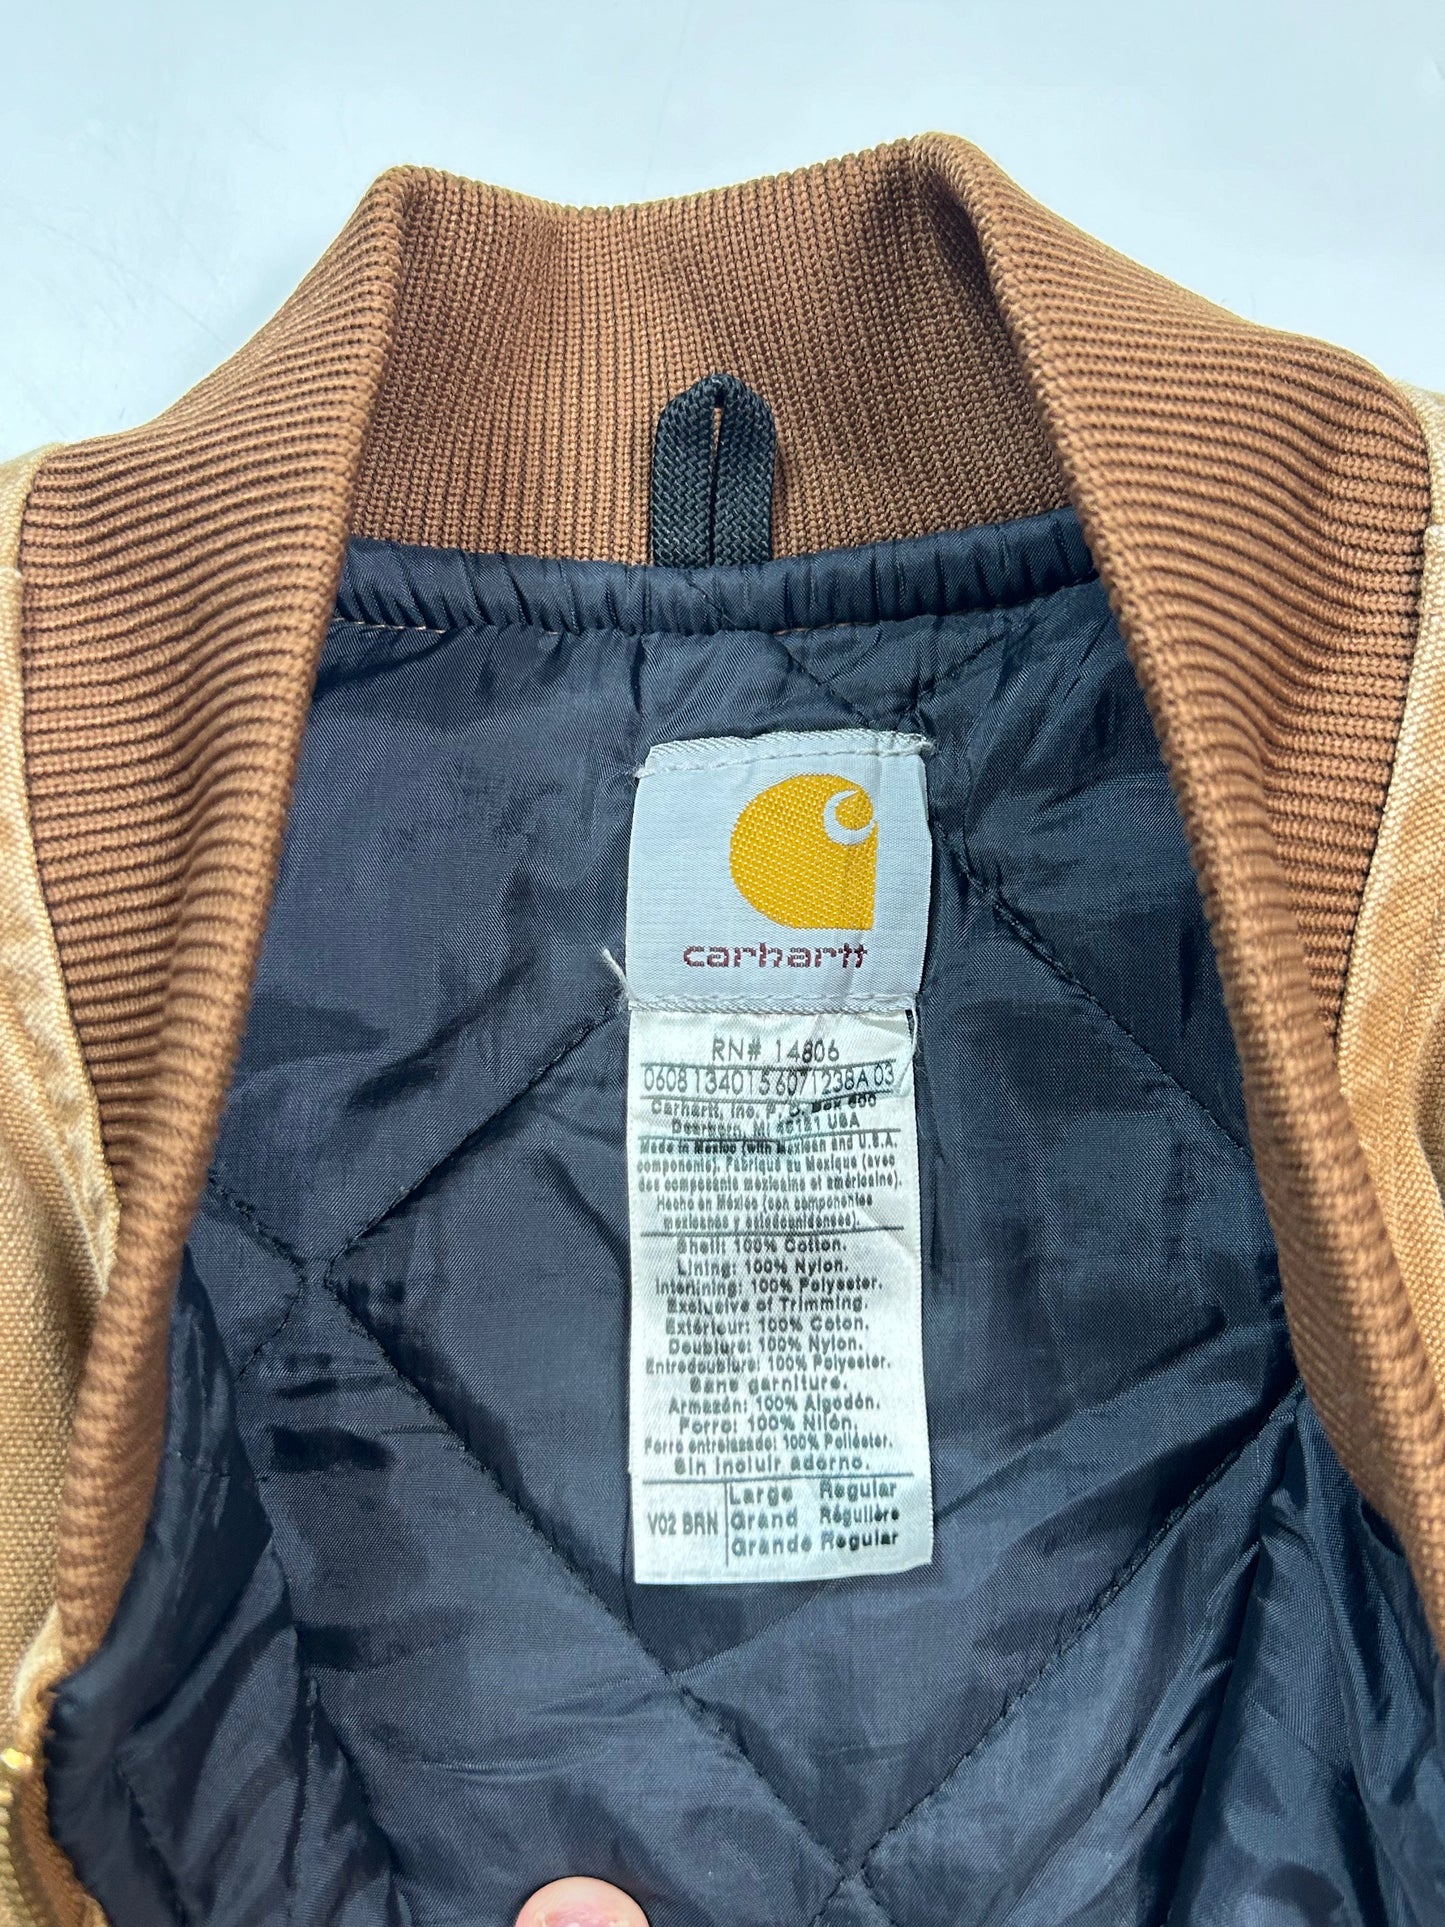 carhartt
RN# 14806
0608134015 6071238A 03
Carhartt, Inc. P. O. Box 600
Dearborn, MI 48121 USA
Made in Mexico (with Mexican and U.S.A.
components). Fabriqué au Mexique (avec
des composants mexicains et américains).
Hecho en México (con componentes
mexicanos y estadounidenses).
Shell: 100% Cotton.
Lining: 100% Nylon.
Interlining: 100% Polyester.
Exclusive of Trimming.
Extérieur: 100% Coton.
Doublure: 100% Nylon.
Entredoublure: 100% Polyester.
Sans garniture.
Armazón: 100% Algodón.
Forro: 100% Nilón.
Forro entrelazado: 100% Poliéster.
Sin incluir adorno.
V02 BRN
Large Regular
Grand Régulière
Grande Regular